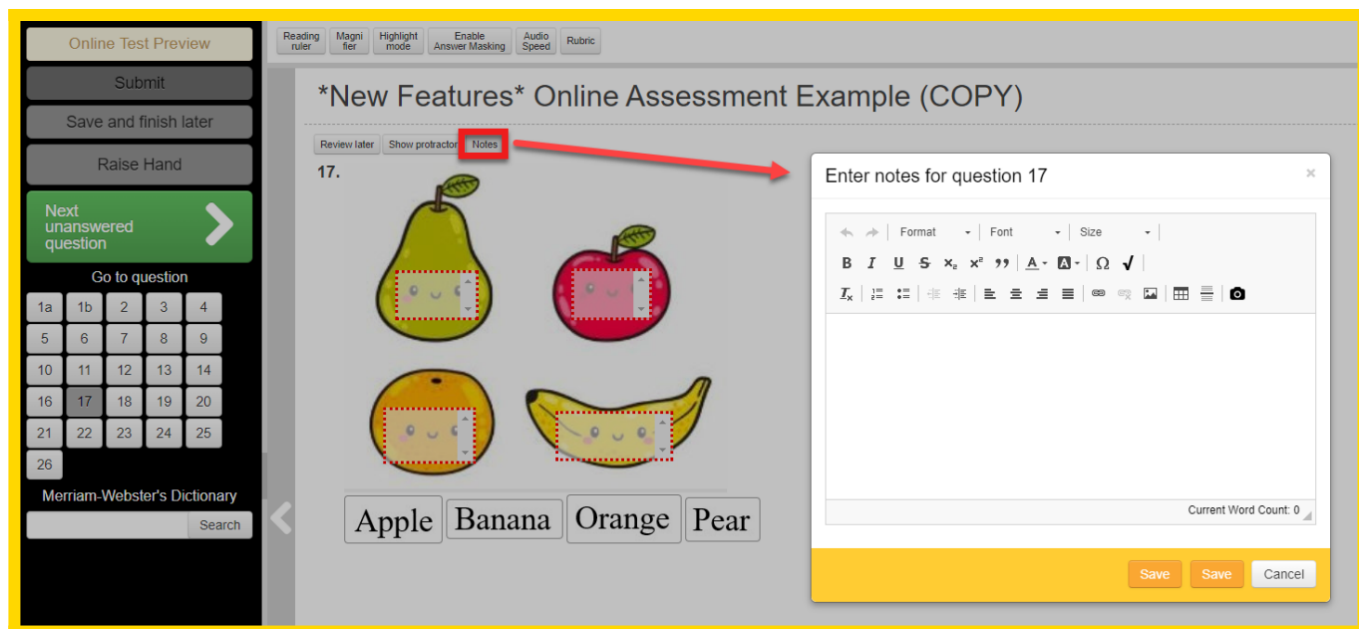 Online Test Preview
Submit
Save and finish later
Raise Hand
Next
unanswered
question
Go to question
1a 1b 2 3 4
5 6 7 8 9
10 11 12 13 14
16 17 18 19 20
21 22 23 24 25
26
Merriam-Webster's Dictionary
Search
Reading
ruler
Magni
fier
Highlight
mode
Enable
Answer Masking
Audio
Speed
Rubric
*New Features* Online Assessment Example (COPY)
Review later Show protractor Notes
17.
Apple Banana Orange Pear
Enter notes for question 17 ×
Format Font Size
B I U S x₂ x² ” A A Ω √
Tx
Current Word Count: 0
Save Save Cancel